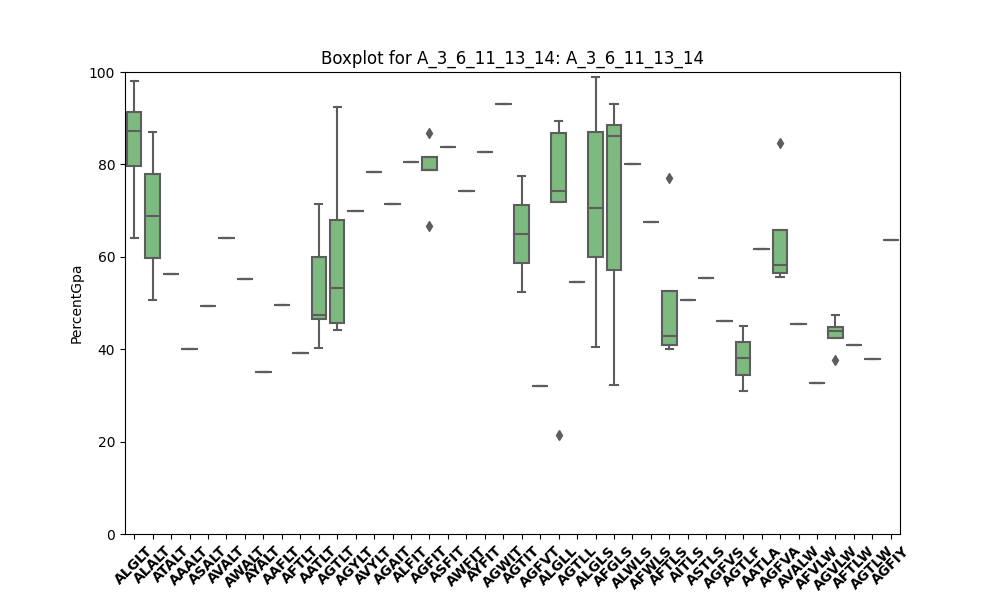 Boxplot for A_3_6_11_13_14: A_3_6_11_13_14
PercentGpa
100
80
60
40
20
0
ALGLT
ALALT
ATALT
AAALT
ASALT
AVALT
AWALT
AYALT
AAFLT
AFTLT
AATLT
AGTLT
AGYLT
AVYLT
AGAIT
ALFIT
AGFIT
ASFIT
AWFIT
AYFIT
AGWIT
AGTIT
AGFVT
ALGLL
AGTLL
ALGLS
AFGLS
ALWLS
AFWLS
AFTLS
AITLS
ASTLS
AGFVS
AGTLF
AATLA
AGFVA
AVALW
AFVLW
AGVLW
AFTLW
AGTLW
AGFIY